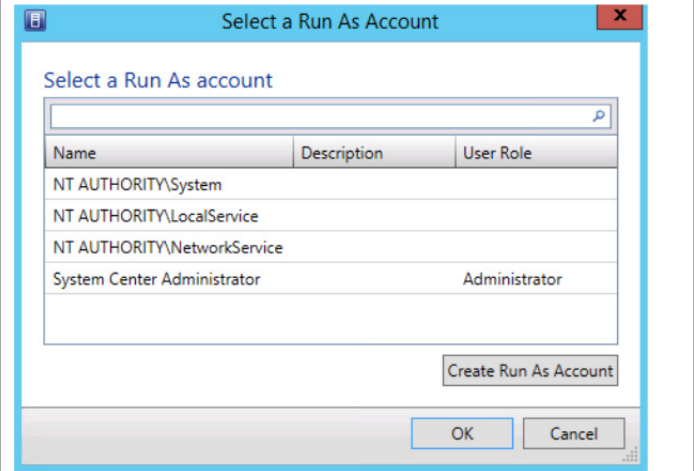 Select a Run As Account
x
Select a Run As account
Name Description User Role
NT AUTHORITY\System
NT AUTHORITY\LocalService
NT AUTHORITY\NetworkService
System Center Administrator Administrator
Create Run As Account
OK Cancel